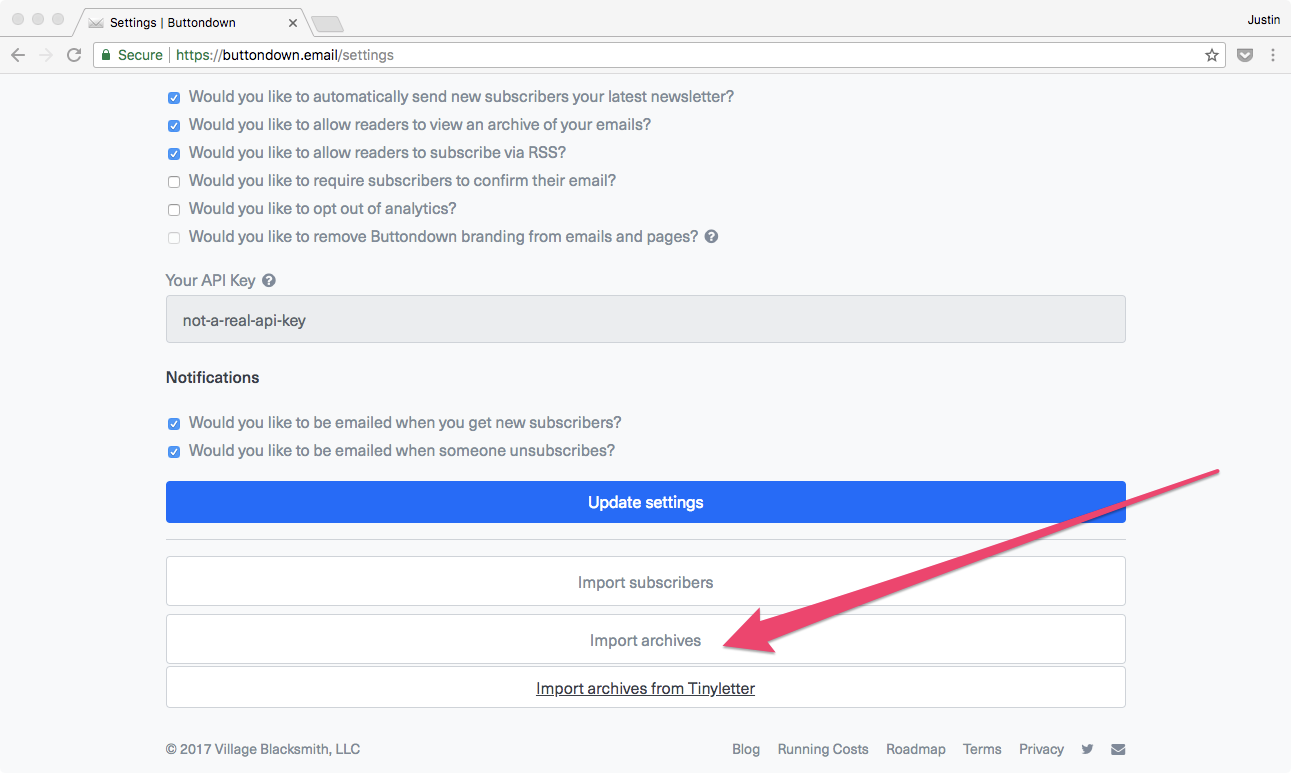 Settings | Buttondown
Justin
Secure | https://buttondown.email/settings
Would you like to automatically send new subscribers your latest newsletter?
Would you like to allow readers to view an archive of your emails?
Would you like to allow readers to subscribe via RSS?
Would you like to require subscribers to confirm their email?
Would you like to opt out of analytics?
Would you like to remove Buttondown branding from emails and pages? ?
Your API Key ?
not-a-real-api-key
Notifications
Would you like to be emailed when you get new subscribers?
Would you like to be emailed when someone unsubscribes?
Update settings
Import subscribers
Import archives
Import archives from Tinyletter
© 2017 Village Blacksmith, LLC Blog Running Costs Roadmap Terms Privacy